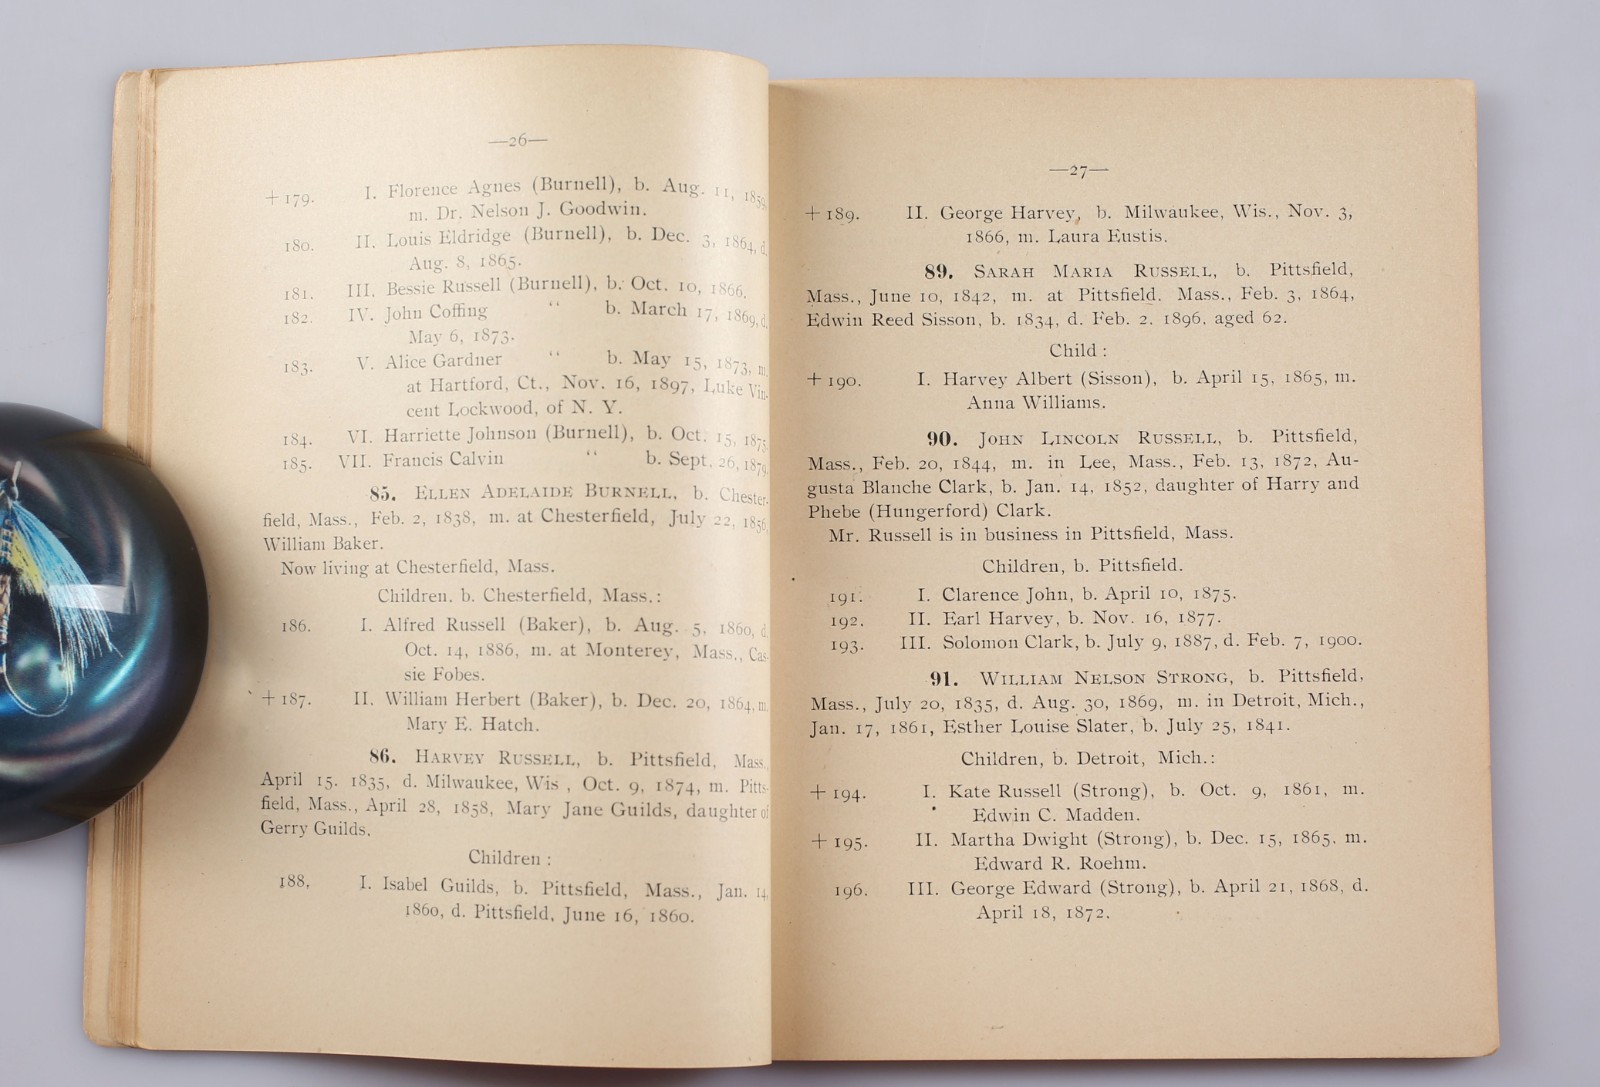 —26—
+179. I. Florence Agnes (Burnell), b. Aug. 11, 1859,
m. Dr. Nelson J. Goodwin.
180. II. Louis Eldridge (Burnell), b. Dec. 3, 1864, d.
Aug. 8, 1865.
181. III. Bessie Russell (Burnell), b. Oct. 10, 1866.
182. IV. John Coffing “ b. March 17, 1869, d.
May 6, 1873.
183. V. Alice Gardner “ b. May 15, 1873, m.
at Hartford, Ct., Nov. 16, 1897, Luke Vin-
cent Lockwood, of N. Y.
184. VI. Harriette Johnson (Burnell), b. Oct. 15, 1875.
185. VII. Francis Calvin “ b. Sept. 26, 1879.
85. ELLEN ADELAIDE BURNELL, b. Chester-
field, Mass., Feb. 2, 1838, m. at Chesterfield, July 22, 1856,
William Baker.
Now living at Chesterfield, Mass.
Children, b. Chesterfield, Mass.:
186. I. Alfred Russell (Baker), b. Aug. 5, 1860, d.
Oct. 14, 1886, m. at Monterey, Mass., Cas-
sie Fobes.
+187. II. William Herbert (Baker), b. Dec. 20, 1864, m.
Mary E. Hatch.
86. HARVEY RUSSELL, b. Pittsfield, Mass.,
April 15, 1835, d. Milwaukee, Wis , Oct. 9, 1874, m. Pitts-
field, Mass., April 28, 1858, Mary Jane Guilds, daughter of
Gerry Guilds.
Children :
188. I. Isabel Guilds, b. Pittsfield, Mass., Jan. 14,
1860, d. Pittsfield, June 16, 1860.
—27—
+189. II. George Harvey, b. Milwaukee, Wis., Nov. 3,
1866, m. Laura Eustis.
89. SARAH MARIA RUSSELL, b. Pittsfield,
Mass., June 10, 1842, m. at Pittsfield, Mass., Feb. 3, 1864,
Edwin Reed Sisson, b. 1834, d. Feb. 2, 1896, aged 62.
Child :
+190. I. Harvey Albert (Sisson), b. April 15, 1865, m.
Anna Williams.
90. JOHN LINCOLN RUSSELL, b. Pittsfield,
Mass., Feb. 20, 1844, m. in Lee, Mass., Feb. 13, 1872, Au-
gusta Blanche Clark, b. Jan. 14, 1852, daughter of Harry and
Phebe (Hungerford) Clark.
Mr. Russell is in business in Pittsfield, Mass.
Children, b. Pittsfield.
191. I. Clarence John, b. April 10, 1875.
192. II. Earl Harvey, b. Nov. 16, 1877.
193. III. Solomon Clark, b. July 9, 1887, d. Feb. 7, 1900.
91. WILLIAM NELSON STRONG, b. Pittsfield,
Mass., July 20, 1835, d. Aug. 30, 1869, m. in Detroit, Mich.,
Jan. 17, 1861, Esther Louise Slater, b. July 25, 1841.
Children, b. Detroit, Mich.:
+194. I. Kate Russell (Strong), b. Oct. 9, 1861, m.
Edwin C. Madden.
+195. II. Martha Dwight (Strong), b. Dec. 15, 1865, m.
Edward R. Roehm.
196. III. George Edward (Strong), b. April 21, 1868, d.
April 18, 1872.